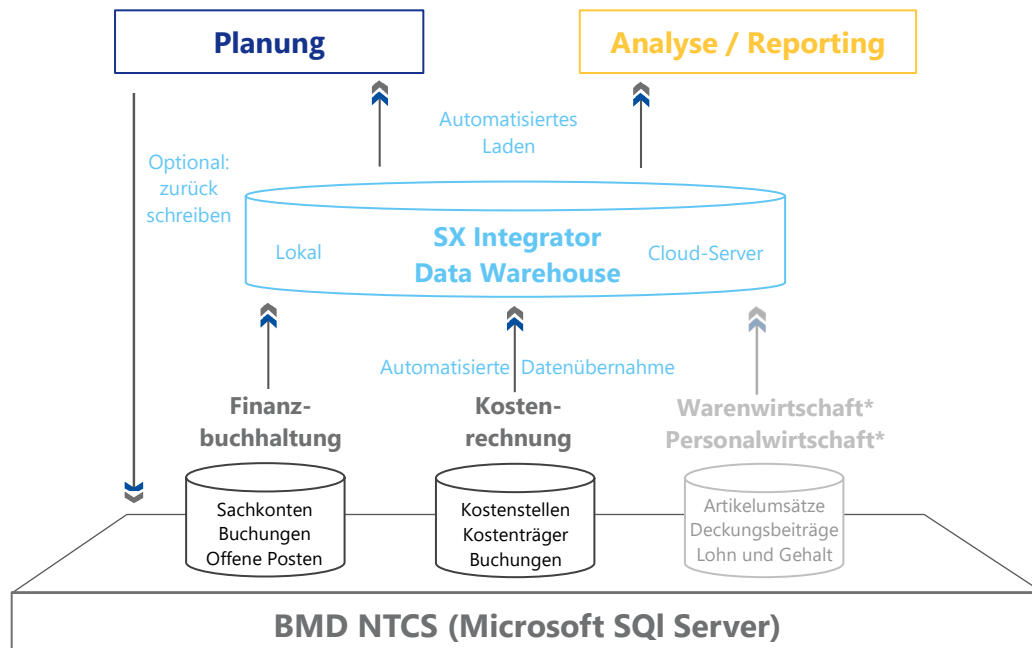 Planung
Analyse / Reporting
Automatisiertes
Laden
Optional:
zurück
schreiben
SX Integrator
Data Warehouse
Lokal
Cloud-Server
Automatisierte Datenübernahme
Finanz-
buchhaltung
Kosten-
rechnung
Warenwirtschaft*
Personalwirtschaft*
Sachkonten
Buchungen
Offene Posten
Kostenstellen
Kostenträger
Buchungen
Artikelumsätze
Deckungsbeiträge
Lohn und Gehalt
BMD NTCS (Microsoft SQl Server)